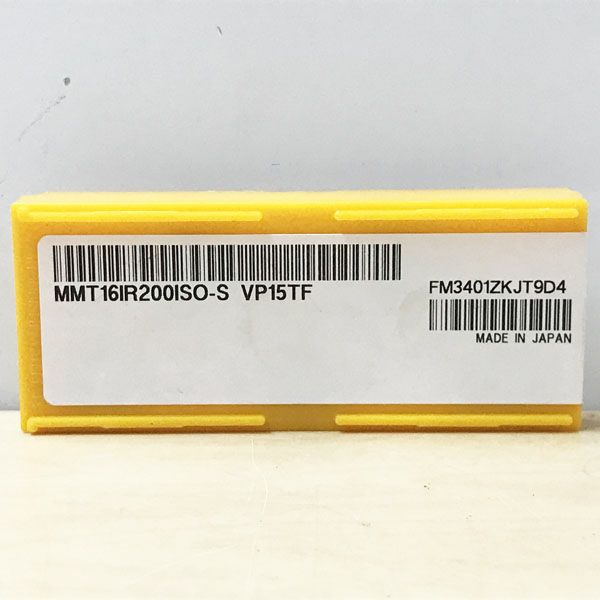 MMT16IR200ISO-S VP15TF
FM3401ZKJT9D4
MADE IN JAPAN